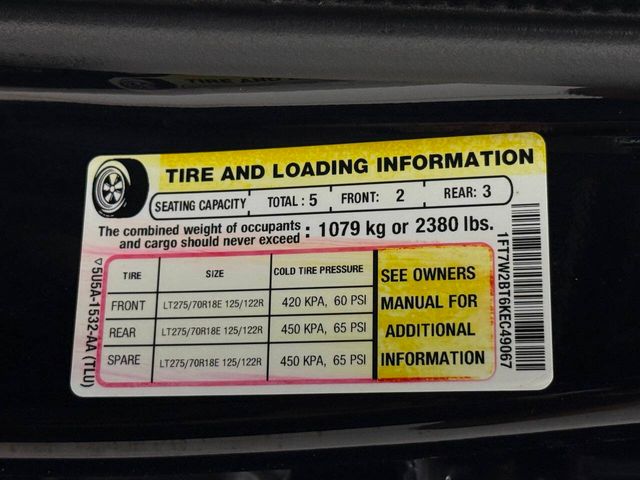 TIRE AND LOADING INFORMATION
SEATING CAPACITY TOTAL : 5 FRONT: 2 REAR: 3
The combined weight of occupants
and cargo should never exceed : 1079 kg or 2380 lbs.
TIRE SIZE COLD TIRE PRESSURE
FRONT LT275/70R18E 125/122R 420 KPA, 60 PSI
REAR LT275/70R18E 125/122R 450 KPA, 65 PSI
SPARE LT275/70R18E 125/122R 450 KPA, 65 PSI
SEE OWNERS
MANUAL FOR
ADDITIONAL
INFORMATION
▽5U5A-1532-AA (TLU)
1FT7W2BT6KEC49067
TIRE AND